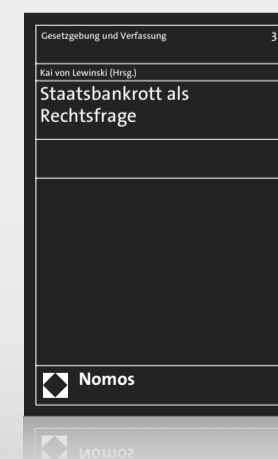 Gesetzgebung und Verfassung 3
Kai von Lewinski (Hrsg.)
Staatsbankrott als
Rechtsfrage
Nomos